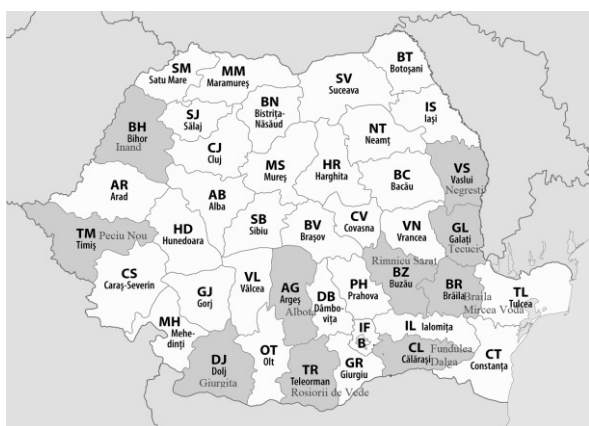 SM
Satu Mare
MM
Maramureş
BT
Botoşani
SV
Suceava
BN
Bistriţa-
Năsăud
IS
Iaşi
SJ
Sălaj
BH
Bihor
Inand
CJ
Cluj
NT
Neamţ
MS
Mureş
HR
Harghita
BC
Bacău
VS
Vaslui
Negresti
AR
Arad
AB
Alba
TM
Timiş
Peciu Nou
HD
Hunedoara
SB
Sibiu
BV
Braşov
CV
Covasna
VN
Vrancea
GL
Galaţi
Tecuci
Rimnicu Sarat
CS
Caraş-Severin
VL
Vâlcea
AG
Argeş
Albota
PH
Prahova
BZ
Buzău
BR
Brăila
Braila
Mircea Voda
TL
Tulcea
GJ
Gorj
DB
Dâmbo-
viţa
MH
Mehe-
dinţi
IF
B
IL Ialomiţa
DJ
Dolj
Giurgita
OT
Olt
TR
Teleorman
Rosiorii de Vede
GR
Giurgiu
CL
Călăraşi
Fundulea
Dalga
CT
Constanţa